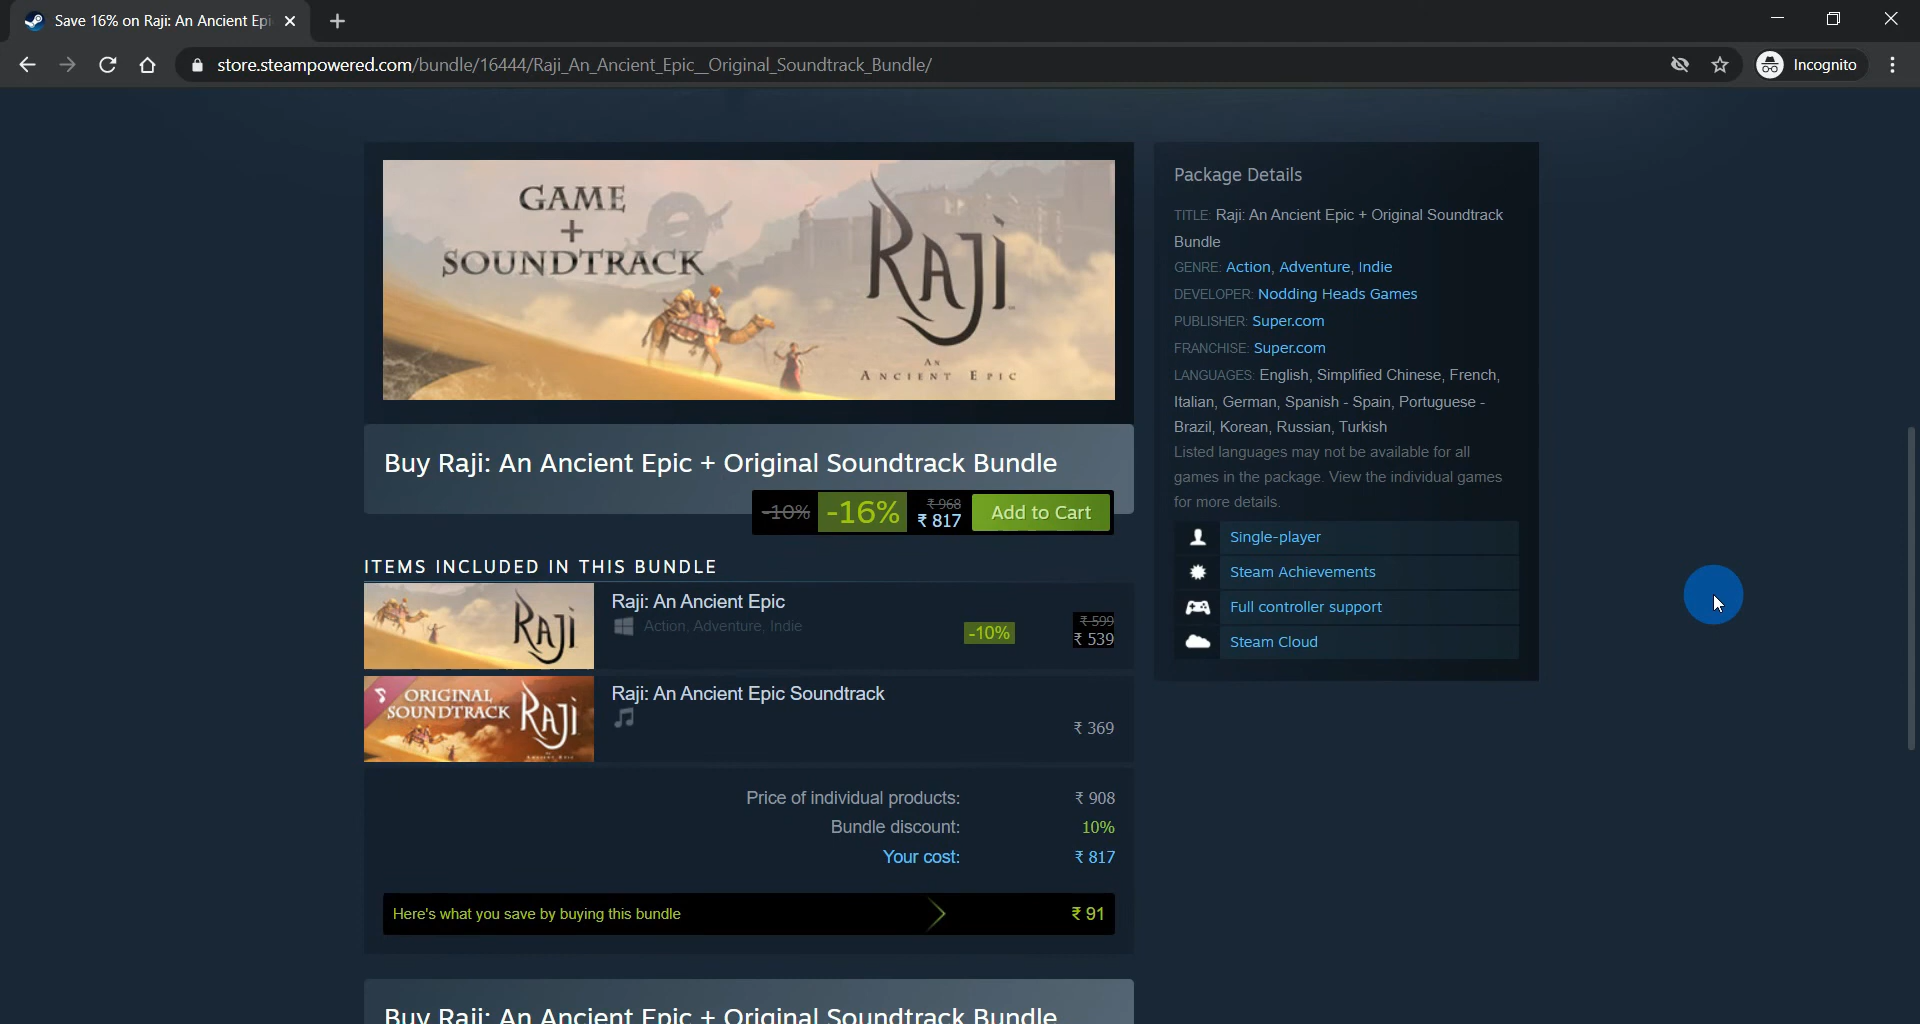 Save 16% on Raji: An Ancient Epi
store.steampowered.com/bundle/16444/Raji_An_Ancient_Epic__Original_Soundtrack_Bundle/
Incognito
GAME
+
SOUNDTRACK
RAJI
AN
ANCIENT EPIC
Buy Raji: An Ancient Epic + Original Soundtrack Bundle
-10% -16% ₹ 968 ₹ 817 Add to Cart
ITEMS INCLUDED IN THIS BUNDLE
RAJI
Raji: An Ancient Epic
Action, Adventure, Indie
-10% ₹ 599
₹ 539
ORIGINAL
SOUNDTRACK
RAJI
AN
ANCIENT EPIC
Raji: An Ancient Epic Soundtrack
₹ 369
Price of individual products: ₹ 908
Bundle discount: 10%
Your cost: ₹ 817
Here's what you save by buying this bundle ₹ 91
Buy Raji: An Ancient Epic + Original Soundtrack Bundle
Package Details
TITLE: Raji: An Ancient Epic + Original Soundtrack
Bundle
GENRE: Action, Adventure, Indie
DEVELOPER: Nodding Heads Games
PUBLISHER: Super.com
FRANCHISE: Super.com
LANGUAGES: English, Simplified Chinese, French,
Italian, German, Spanish - Spain, Portuguese -
Brazil, Korean, Russian, Turkish
Listed languages may not be available for all
games in the package. View the individual games
for more details.
Single-player
Steam Achievements
Full controller support
Steam Cloud